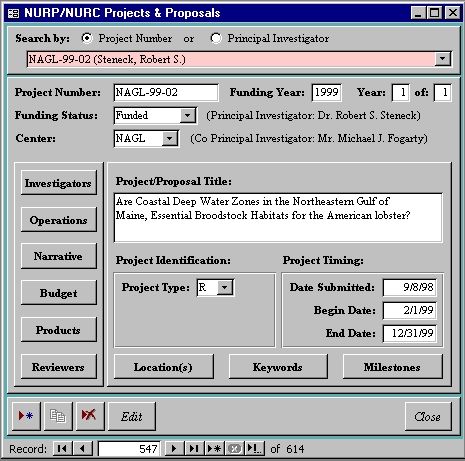 NURP/NURC Projects & Proposals
Search by: Project Number or Principal Investigator
NAGL-99-02 (Steneck, Robert S.)
Project Number: NAGL-99-02 Funding Year: 1999 Year: 1 of: 1
Funding Status: Funded (Principal Investigator: Dr. Robert S. Steneck)
Center: NAGL (Co Principal Investigator: Mr. Michael J. Fogarty)
Investigators
Operations
Narrative
Budget
Products
Reviewers
Project/Proposal Title:
Are Coastal Deep Water Zones in the Northeastern Gulf of
Maine, Essential Broodstock Habitats for the American lobster?
Project Identification: Project Timing:
Project Type: R Date Submitted: 9/8/98
Begin Date: 2/1/99
End Date: 12/31/99
Location(s) Keywords Milestones
Edit Close
Record: 547 of 614